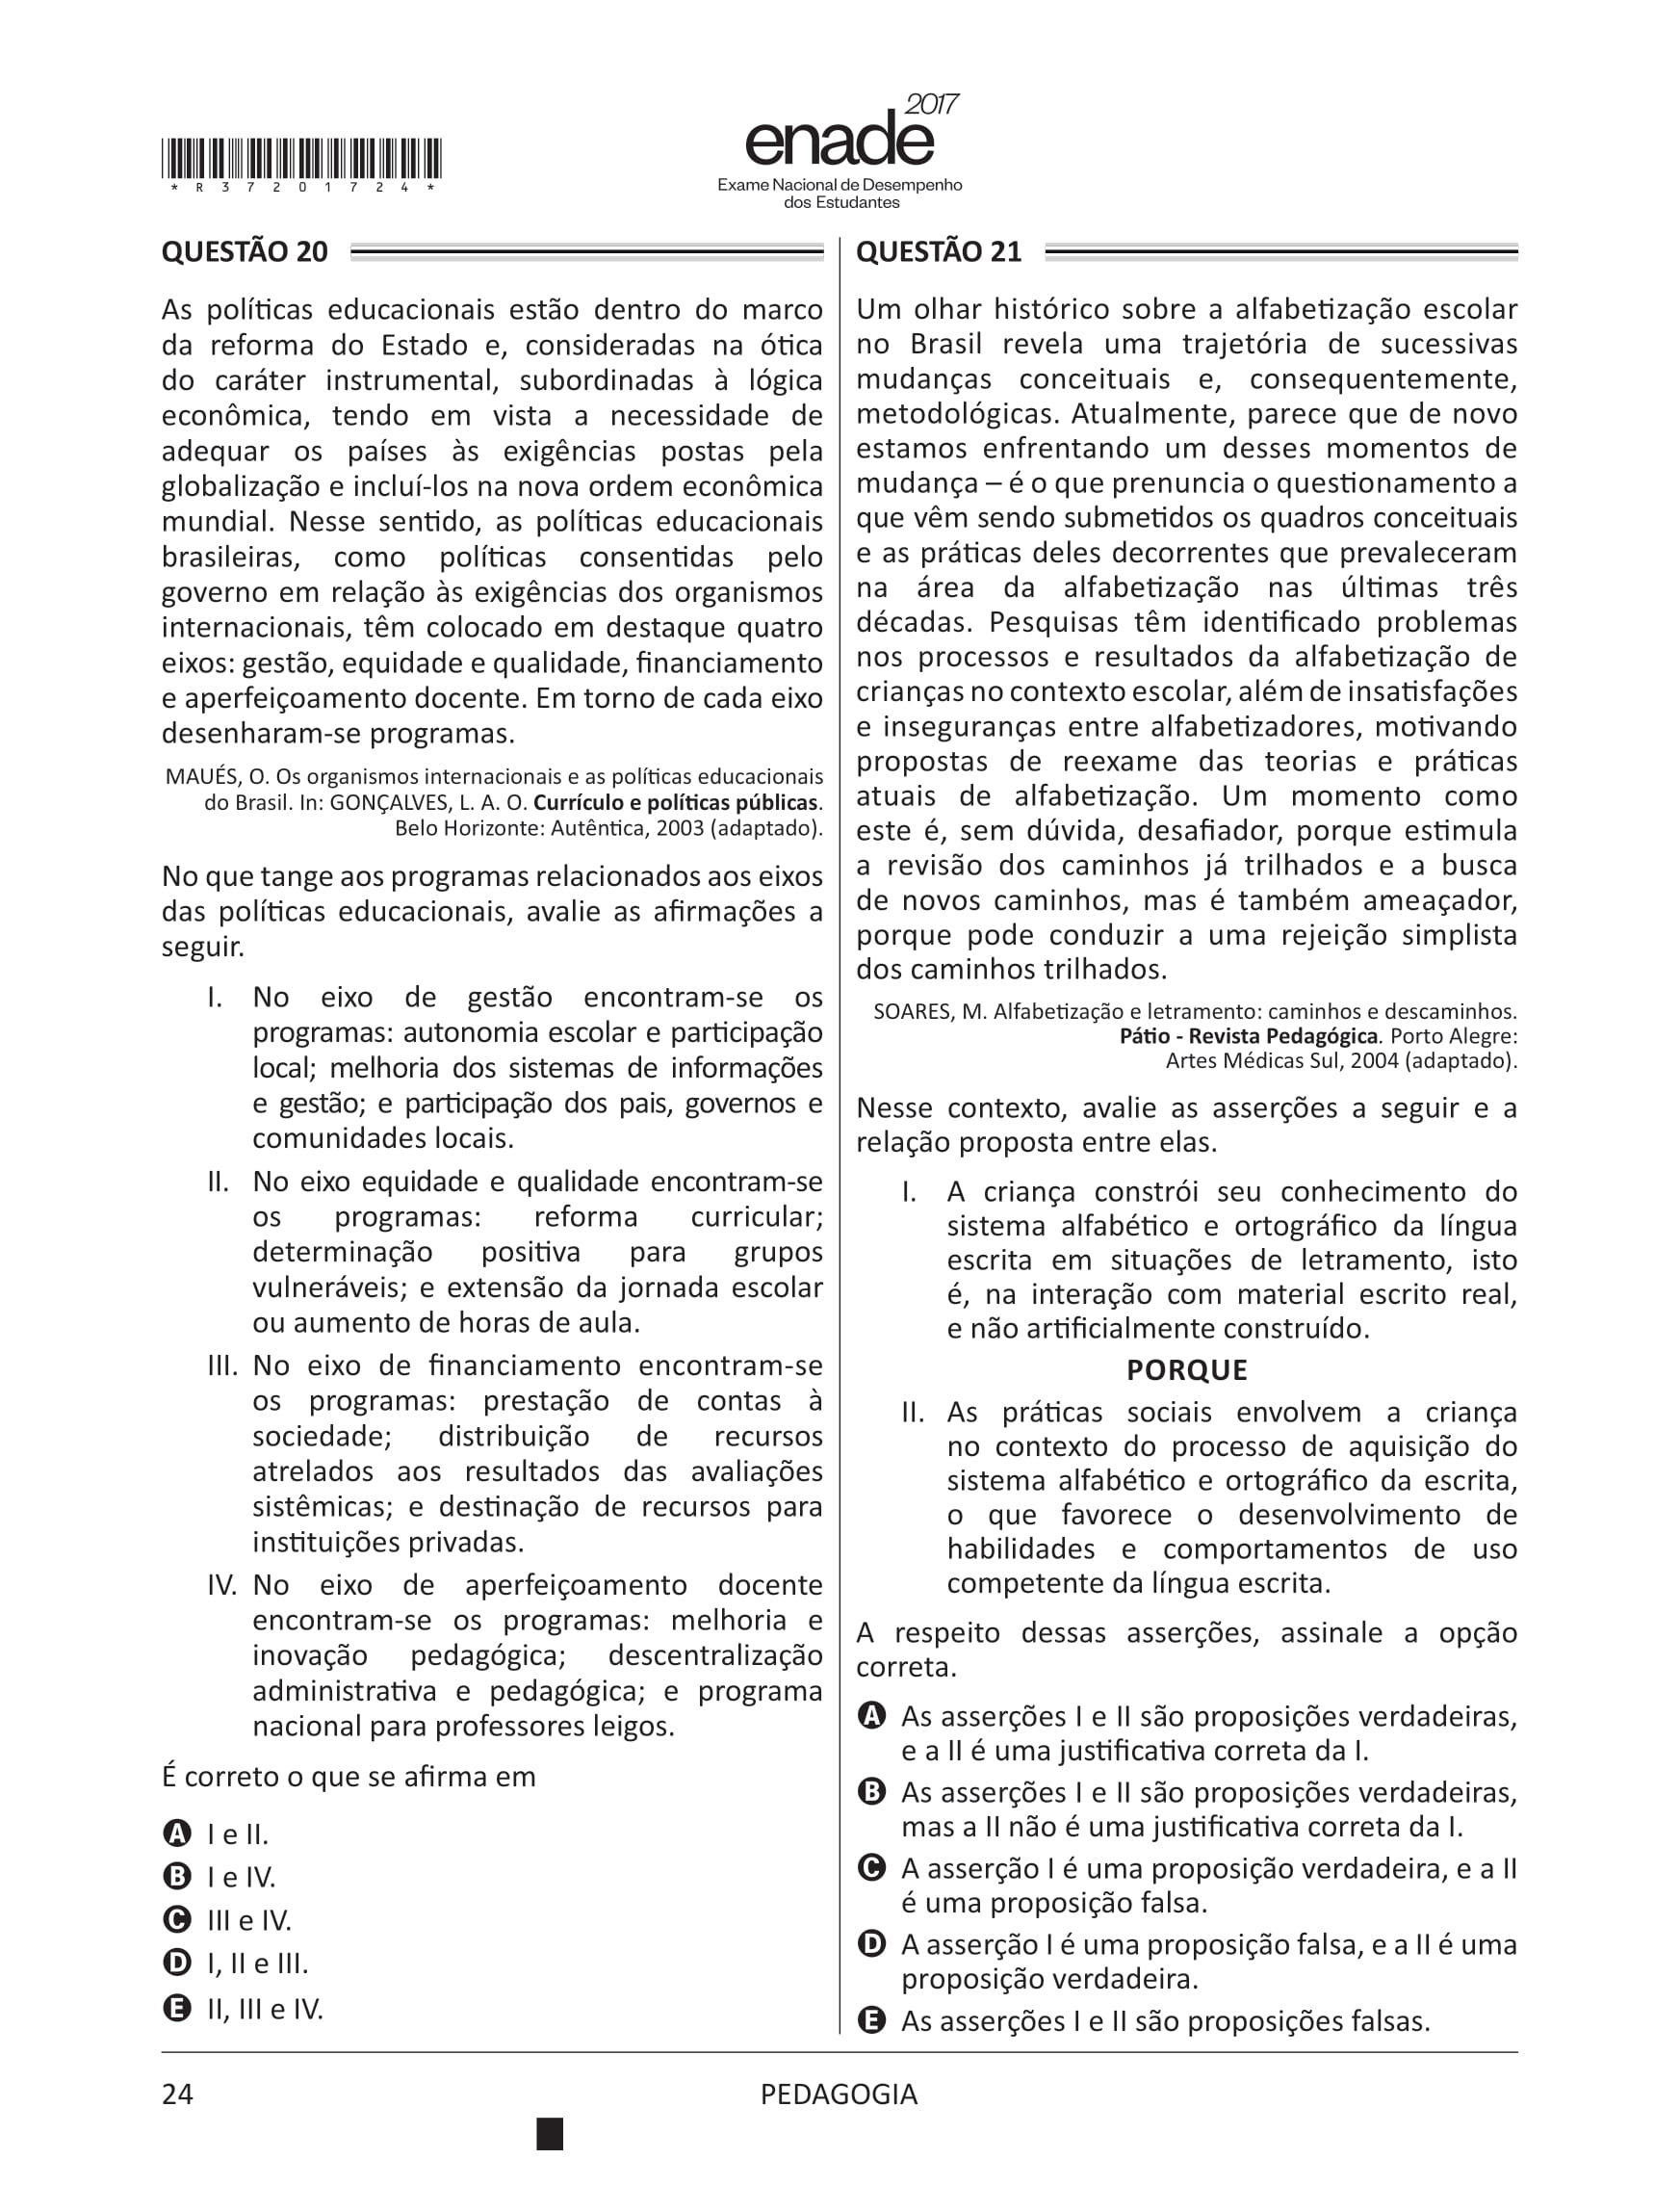 *R37201724*
enade2017
Exame Nacional de Desempenho
dos Estudantes
QUESTÃO 20
As políticas educacionais estão dentro do marco
da reforma do Estado e, consideradas na ótica
do caráter instrumental, subordinadas à lógica
econômica, tendo em vista a necessidade de
adequar os países às exigências postas pela
globalização e incluí-los na nova ordem econômica
mundial. Nesse sentido, as políticas educacionais
brasileiras, como políticas consentidas pelo
governo em relação às exigências dos organismos
internacionais, têm colocado em destaque quatro
eixos: gestão, equidade e qualidade, financiamento
e aperfeiçoamento docente. Em torno de cada eixo
desenharam-se programas.
MAUÉS, O. Os organismos internacionais e as políticas educacionais
do Brasil. In: GONÇALVES, L. A. O. Currículo e políticas públicas.
Belo Horizonte: Autêntica, 2003 (adaptado).
No que tange aos programas relacionados aos eixos
das políticas educacionais, avalie as afirmações a
seguir.
I. No eixo de gestão encontram-se os
programas: autonomia escolar e participação
local; melhoria dos sistemas de informações
e gestão; e participação dos pais, governos e
comunidades locais.
II. No eixo equidade e qualidade encontram-se
os programas: reforma curricular;
determinação positiva para grupos
vulneráveis; e extensão da jornada escolar
ou aumento de horas de aula.
III. No eixo de financiamento encontram-se
os programas: prestação de contas à
sociedade; distribuição de recursos
atrelados aos resultados das avaliações
sistêmicas; e destinação de recursos para
instituições privadas.
IV. No eixo de aperfeiçoamento docente
encontram-se os programas: melhoria e
inovação pedagógica; descentralização
administrativa e pedagógica; e programa
nacional para professores leigos.
É correto o que se afirma em
A I e II.
B I e IV.
C III e IV.
D I, II e III.
E II, III e IV.
QUESTÃO 21
Um olhar histórico sobre a alfabetização escolar
no Brasil revela uma trajetória de sucessivas
mudanças conceituais e, consequentemente,
metodológicas. Atualmente, parece que de novo
estamos enfrentando um desses momentos de
mudança – é o que prenuncia o questionamento a
que vêm sendo submetidos os quadros conceituais
e as práticas deles decorrentes que prevaleceram
na área da alfabetização nas últimas três
décadas. Pesquisas têm identificado problemas
nos processos e resultados da alfabetização de
crianças no contexto escolar, além de insatisfações
e inseguranças entre alfabetizadores, motivando
propostas de reexame das teorias e práticas
atuais de alfabetização. Um momento como
este é, sem dúvida, desafiador, porque estimula
a revisão dos caminhos já trilhados e a busca
de novos caminhos, mas é também ameaçador,
porque pode conduzir a uma rejeição simplista
dos caminhos trilhados.
SOARES, M. Alfabetização e letramento: caminhos e descaminhos.
Pátio - Revista Pedagógica. Porto Alegre:
Artes Médicas Sul, 2004 (adaptado).
Nesse contexto, avalie as asserções a seguir e a
relação proposta entre elas.
I. A criança constrói seu conhecimento do
sistema alfabético e ortográfico da língua
escrita em situações de letramento, isto
é, na interação com material escrito real,
e não artificialmente construído.
PORQUE
II. As práticas sociais envolvem a criança
no contexto do processo de aquisição do
sistema alfabético e ortográfico da escrita,
o que favorece o desenvolvimento de
habilidades e comportamentos de uso
competente da língua escrita.
A respeito dessas asserções, assinale a opção
correta.
A As asserções I e II são proposições verdadeiras,
e a II é uma justificativa correta da I.
B As asserções I e II são proposições verdadeiras,
mas a II não é uma justificativa correta da I.
C A asserção I é uma proposição verdadeira, e a II
é uma proposição falsa.
D A asserção I é uma proposição falsa, e a II é uma
proposição verdadeira.
E As asserções I e II são proposições falsas.
24
PEDAGOGIA